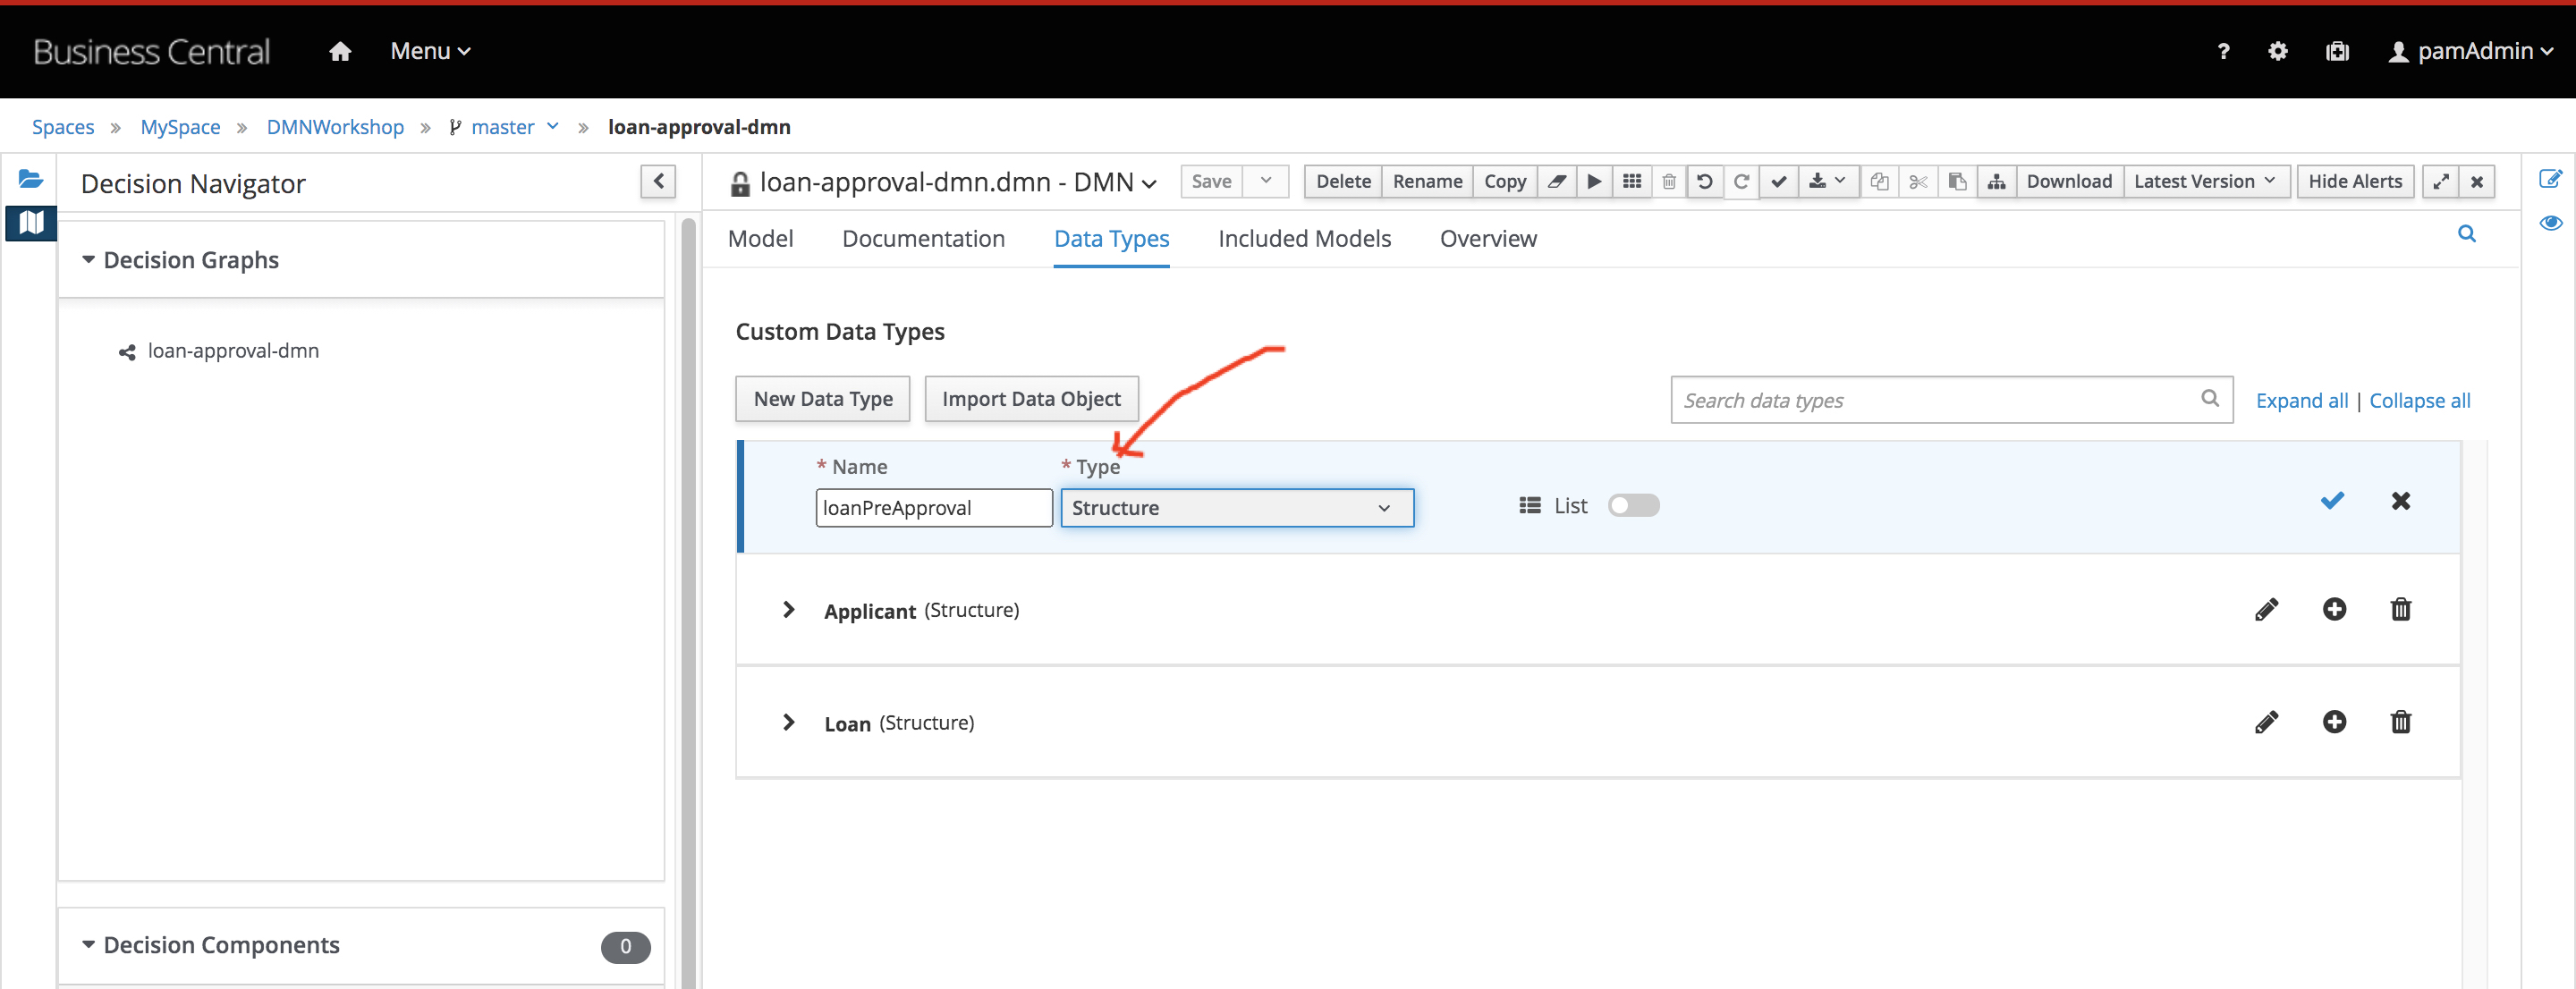 Business Central Menu ? pamAdmin
Spaces » MySpace » DMNWorkshop » master » loan-approval-dmn
Decision Navigator
loan-approval-dmn.dmn - DMN Save Delete Rename Copy Download Latest Version Hide Alerts
Model Documentation Data Types Included Models Overview
Decision Graphs
loan-approval-dmn
Custom Data Types
New Data Type Import Data Object Search data types Expand all | Collapse all
* Name * Type
loanPreApproval Structure List
Applicant (Structure)
Loan (Structure)
Decision Components 0